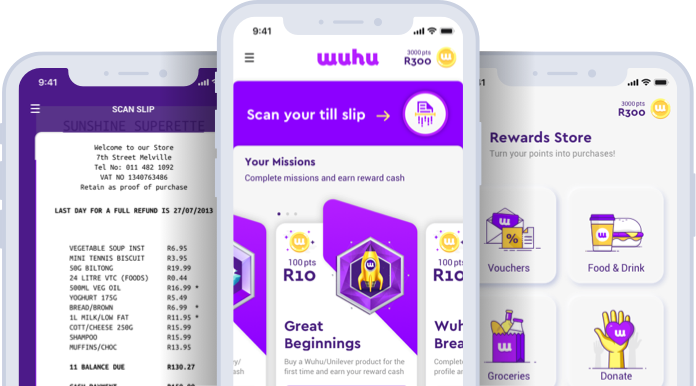 9:41
SCAN SLIP
SUNSHINE SUPERETTE
Welcome to our Store
7th Street Melville
Tel No: 011 482 1092
VAT NO 1340763486
Retain as proof of purchase
LAST DAY FOR A FULL REFUND IS 27/07/2013
VEGETABLE SOUP INST R6.95
MINI TENNIS BISCUIT R3.95
50G BILTONG R19.99
24 LITRE VTC (FOODS) R0.44
500ML VEG OIL R16.99 *
YOGHURT 175G R5.49
BREAD/BROWN R6.99 *
1L MILK/LOW FAT R11.95 *
COTT/CHEESE 250G R15.99
SHAMPOO R15.99
MUFFINS/CHOC R13.95
11 BALANCE DUE R130.27
CASH PAYMENT
9:41
wuhu
3000 pts
R300
Scan your till slip →
Your Missions
Complete missions and earn reward cash
100 pts
R10
w
Great
Beginnings
Buy a Wuhu/Unilever product for the
first time and earn your reward cash
y/
cash
100 pts
R10
Wuh
Brea
Complete
profile a
:41
3000 pts
R300
Rewards Store
Turn your points into purchases!
w
%
Vouchers
w
Food & Drink
w
Groceries
w
Donate